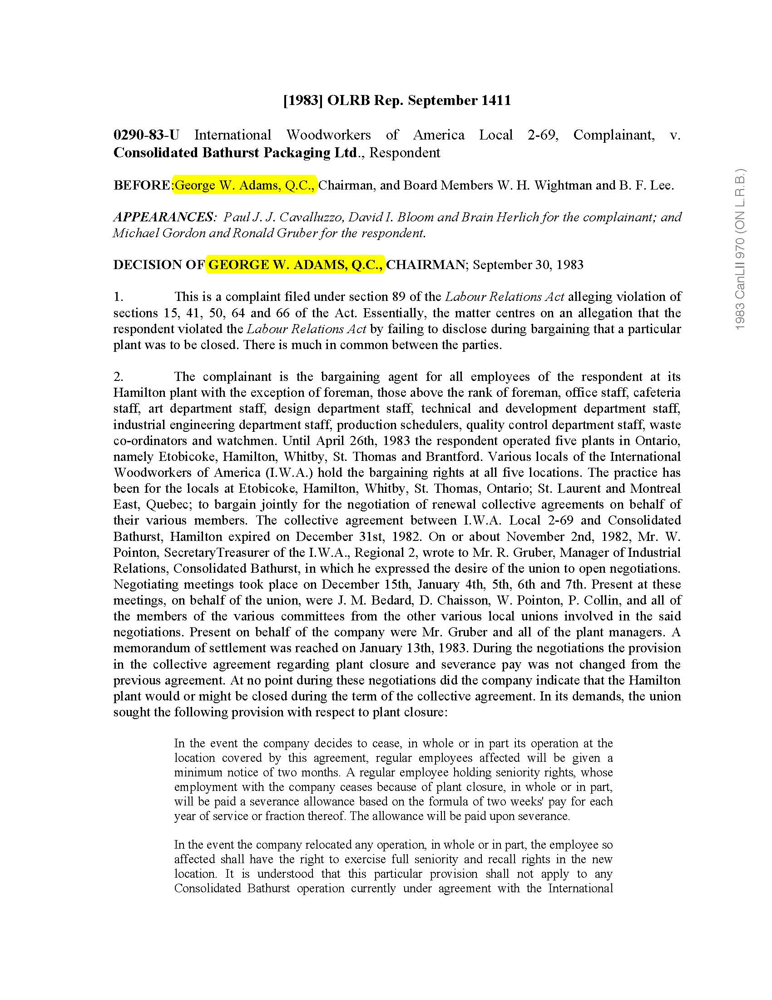 [1983] OLRB Rep. September 1411
0290-83-U International Woodworkers of America Local 2-69, Complainant, v.
Consolidated Bathurst Packaging Ltd., Respondent
BEFORE:George W. Adams, Q.C., Chairman, and Board Members W. H. Wightman and B. F. Lee.
APPEARANCES: Paul J. J. Cavalluzzo, David I. Bloom and Brain Herlich for the complainant; and
Michael Gordon and Ronald Gruber for the respondent.
DECISION OF GEORGE W. ADAMS, Q.C., CHAIRMAN; September 30, 1983
1. This is a complaint filed under section 89 of the Labour Relations Act alleging violation of
sections 15, 41, 50, 64 and 66 of the Act. Essentially, the matter centres on an allegation that the
respondent violated the Labour Relations Act by failing to disclose during bargaining that a particular
plant was to be closed. There is much in common between the parties.
2. The complainant is the bargaining agent for all employees of the respondent at its
Hamilton plant with the exception of foreman, those above the rank of foreman, office staff, cafeteria
staff, art department staff, design department staff, technical and development department staff,
industrial engineering department staff, production schedulers, quality control department staff, waste
co-ordinators and watchmen. Until April 26th, 1983 the respondent operated five plants in Ontario,
namely Etobicoke, Hamilton, Whitby, St. Thomas and Brantford. Various locals of the International
Woodworkers of America (I.W.A.) hold the bargaining rights at all five locations. The practice has
been for the locals at Etobicoke, Hamilton, Whitby, St. Thomas, Ontario; St. Laurent and Montreal
East, Quebec; to bargain jointly for the negotiation of renewal collective agreements on behalf of
their various members. The collective agreement between I.W.A. Local 2-69 and Consolidated
Bathurst, Hamilton expired on December 31st, 1982. On or about November 2nd, 1982, Mr. W.
Pointon, SecretaryTreasurer of the I.W.A., Regional 2, wrote to Mr. R. Gruber, Manager of Industrial
Relations, Consolidated Bathurst, in which he expressed the desire of the union to open negotiations.
Negotiating meetings took place on December 15th, January 4th, 5th, 6th and 7th. Present at these
meetings, on behalf of the union, were J. M. Bedard, D. Chaisson, W. Pointon, P. Collin, and all of
the members of the various committees from the other various local unions involved in the said
negotiations. Present on behalf of the company were Mr. Gruber and all of the plant managers. A
memorandum of settlement was reached on January 13th, 1983. During the negotiations the provision
in the collective agreement regarding plant closure and severance pay was not changed from the
previous agreement. At no point during these negotiations did the company indicate that the Hamilton
plant would or might be closed during the term of the collective agreement. In its demands, the union
sought the following provision with respect to plant closure:
In the event the company decides to cease, in whole or in part its operation at the
location covered by this agreement, regular employees affected will be given a
minimum notice of two months. A regular employee holding seniority rights, whose
employment with the company ceases because of plant closure, in whole or in part,
will be paid a severance allowance based on the formula of two weeks' pay for each
year of service or fraction thereof. The allowance will be paid upon severance.
In the event the company relocated any operation, in whole or in part, the employee so
affected shall have the right to exercise full seniority and recall rights in the new
location. It is understood that this particular provision shall not apply to any
Consolidated Bathurst operation currently under agreement with the International
1983 CanLII 970 (ON L.R.B.)